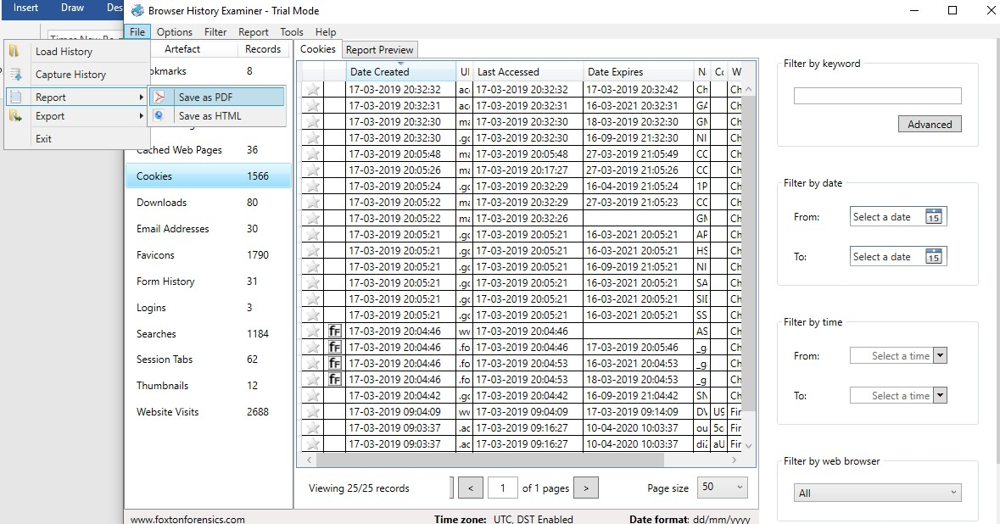 Insert Draw Des
Browser History Examiner - Trial Mode
File Options Filter Report Tools Help
Load History
Capture History
Report
Export
Exit
Save as PDF
Save as HTML
Artefact Records
okmarks 8
Cached Web Pages 36
Cookies 1566
Downloads 80
Email Addresses 30
Favicons 1790
Form History 31
Logins 3
Searches 1184
Session Tabs 62
Thumbnails 12
Website Visits 2688
Cookies Report Preview
Date Created UI Last Accessed Date Expires N Co W
17-03-2019 20:32:32 ac 17-03-2019 20:32:32 17-03-2019 20:32:42 Ch
17-03-2019 20:32:31 ac 17-03-2019 20:32:31 16-03-2021 20:32:31 GA Ch
17-03-2019 20:32:30 ma 17-03-2019 20:32:30 18-03-2019 20:32:30 GM Ch
17-03-2019 20:32:30 .gc 17-03-2019 20:32:30 16-09-2019 21:32:30 NI Ch
17-03-2019 20:05:48 ma 17-03-2019 20:05:48 27-03-2019 21:05:49 CC Ch
17-03-2019 20:05:26 ma 17-03-2019 20:17:27 27-03-2019 21:05:26 CC Ch
17-03-2019 20:05:24 .gc 17-03-2019 20:32:29 16-04-2019 21:05:24 1P Ch
17-03-2019 20:05:22 ma 17-03-2019 20:32:29 27-03-2019 21:05:23 CC Ch
17-03-2019 20:05:22 ma 17-03-2019 20:32:26 GM Ch
17-03-2019 20:05:21 .gc 17-03-2019 20:05:21 16-03-2021 20:05:21 AP Ch
17-03-2019 20:05:21 .gc 17-03-2019 20:05:21 16-03-2021 20:05:21 HS Ch
17-03-2019 20:05:21 .gc 17-03-2019 20:05:21 16-03-2021 20:05:21 NI Ch
17-03-2019 20:05:21 .gc 17-03-2019 20:05:21 16-03-2021 20:05:21 SA Ch
17-03-2019 20:05:21 .gc 17-03-2019 20:05:21 16-03-2021 20:05:21 SID Ch
17-03-2019 20:05:21 .gc 17-03-2019 20:05:21 16-03-2021 20:05:21 SS Ch
17-03-2019 20:04:46 wv 17-03-2019 20:04:46 AS Ch
17-03-2019 20:04:46 .fo 17-03-2019 20:04:46 17-03-2019 20:05:46 _g Ch
17-03-2019 20:04:46 .fo 17-03-2019 20:04:53 16-03-2021 20:04:53 _g Ch
17-03-2019 20:04:46 .fo 17-03-2019 20:04:53 18-03-2019 20:04:53 _g Ch
17-03-2019 20:04:42 .gc 17-03-2019 20:04:42 16-09-2019 21:04:42 SN Ch
17-03-2019 09:04:09 wv 17-03-2019 09:04:09 17-03-2019 09:14:09 DV U9 Fir
17-03-2019 09:03:37 .ac 17-03-2019 09:16:27 10-04-2020 10:03:37 ou 5c Fir
17-03-2019 09:03:37 .ac 17-03-2019 09:16:27 10-04-2020 10:03:37 di2 aU Fir
Viewing 25/25 records < 1 of 1 pages > Page size 50
Filter by keyword
Advanced
Filter by date
From: Select a date 15
To: Select a date 15
Filter by time
From: Select a time
To: Select a time
Filter by web browser
All
www.foxtonforensics.com Time zone: UTC, DST Enabled Date format: dd/mm/yyyy